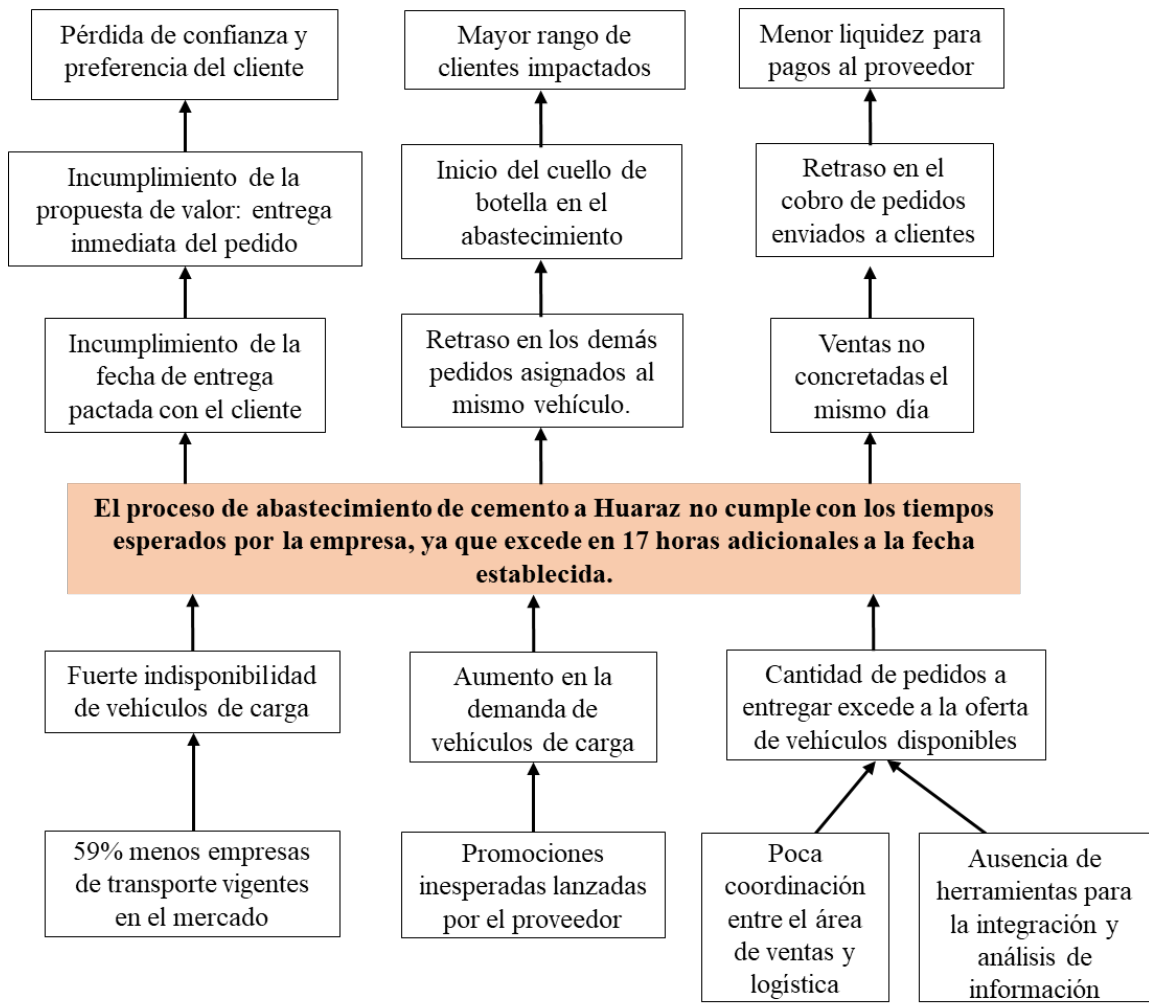 Pérdida de confianza y
preferencia del cliente
Mayor rango de
clientes impactados
Menor liquidez para
pagos al proveedor
Incumplimiento de la
propuesta de valor: entrega
inmediata del pedido
Inicio del cuello de
botella en el
abastecimiento
Retraso en el
cobro de pedidos
enviados a clientes
Incumplimiento de la
fecha de entrega
pactada con el cliente
Retraso en los demás
pedidos asignados al
mismo vehículo.
Ventas no
concretadas el
mismo día
El proceso de abastecimiento de cemento a Huaraz no cumple con los tiempos
esperados por la empresa, ya que excede en 17 horas adicionales a la fecha
establecida.
Fuerte indisponibilidad
de vehículos de carga
Aumento en la
demanda de
vehículos de carga
Cantidad de pedidos a
entregar excede a la oferta
de vehículos disponibles
59% menos empresas
de transporte vigentes
en el mercado
Promociones
inesperadas lanzadas
por el proveedor
Poca
coordinación
entre el área
de ventas y
logística
Ausencia de
herramientas para
la integración y
análisis de
información